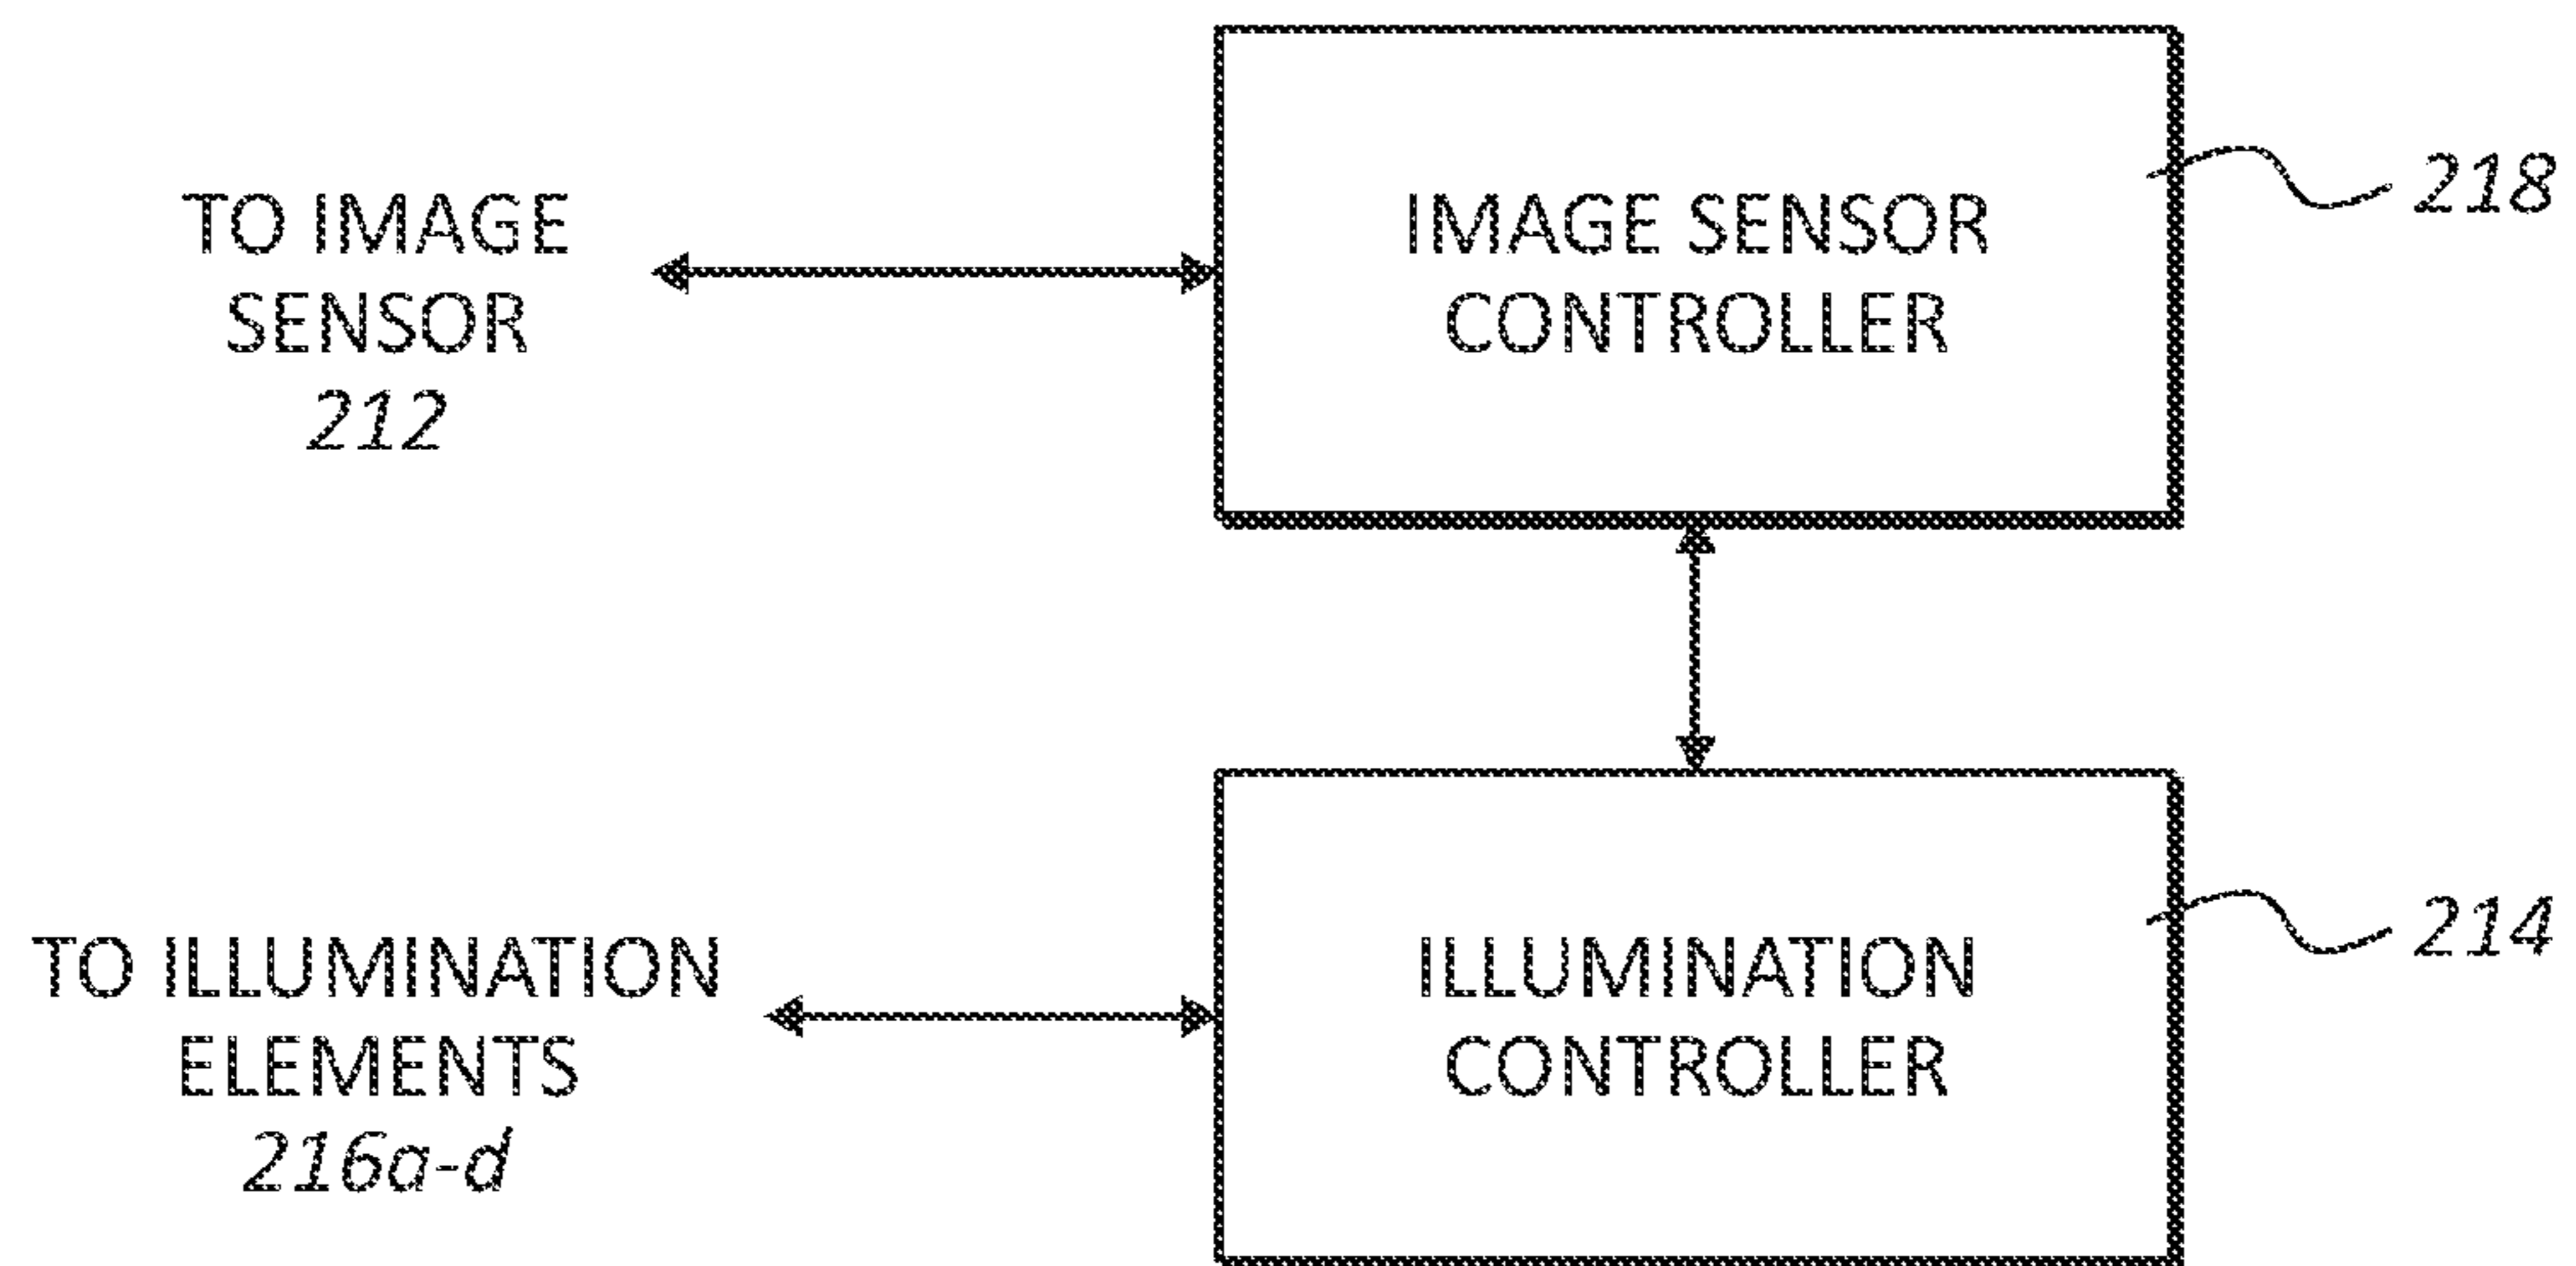 TO IMAGE
SENSOR
212
IMAGE SENSOR
CONTROLLER
218
TO ILLUMINATION
ELEMENTS
216a-d
ILLUMINATION
CONTROLLER
214